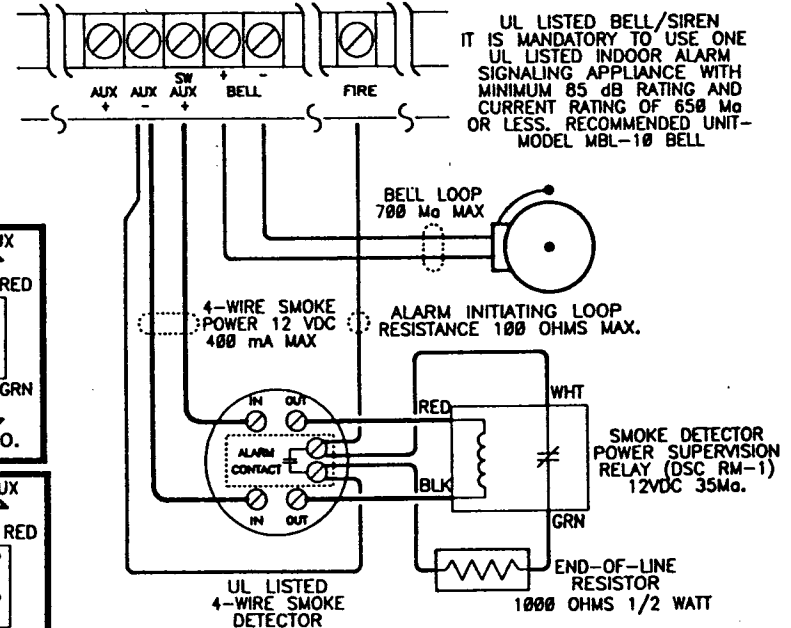 UL LISTED BELL/SIREN
IT IS MANDATORY TO USE ONE
UL LISTED INDOOR ALARM
SIGNALING APPLIANCE WITH
MINIMUM 85 dB RATING AND
CURRENT RATING OF 650 Ma
OR LESS. RECOMMENDED UNIT-
MODEL MBL-10 BELL
AUX
+
AUX
-
SW
AUX
+
+ -
BELL
FIRE
BELL LOOP
700 Ma MAX
UX
RED
GRN
O.
4-WIRE SMOKE
POWER 12 VDC
400 mA MAX
ALARM INITIATING LOOP
RESISTANCE 100 OHMS MAX.
IN OUT
ALARM
CONTACT
IN OUT
RED
BLK
WHT
GRN
SMOKE DETECTOR
POWER SUPERVISION
RELAY (DSC RM-1)
12VDC 35Ma.
UX
RED
END-OF-LINE
RESISTOR
1000 OHMS 1/2 WATT
UL LISTED
4-WIRE SMOKE
DETECTOR